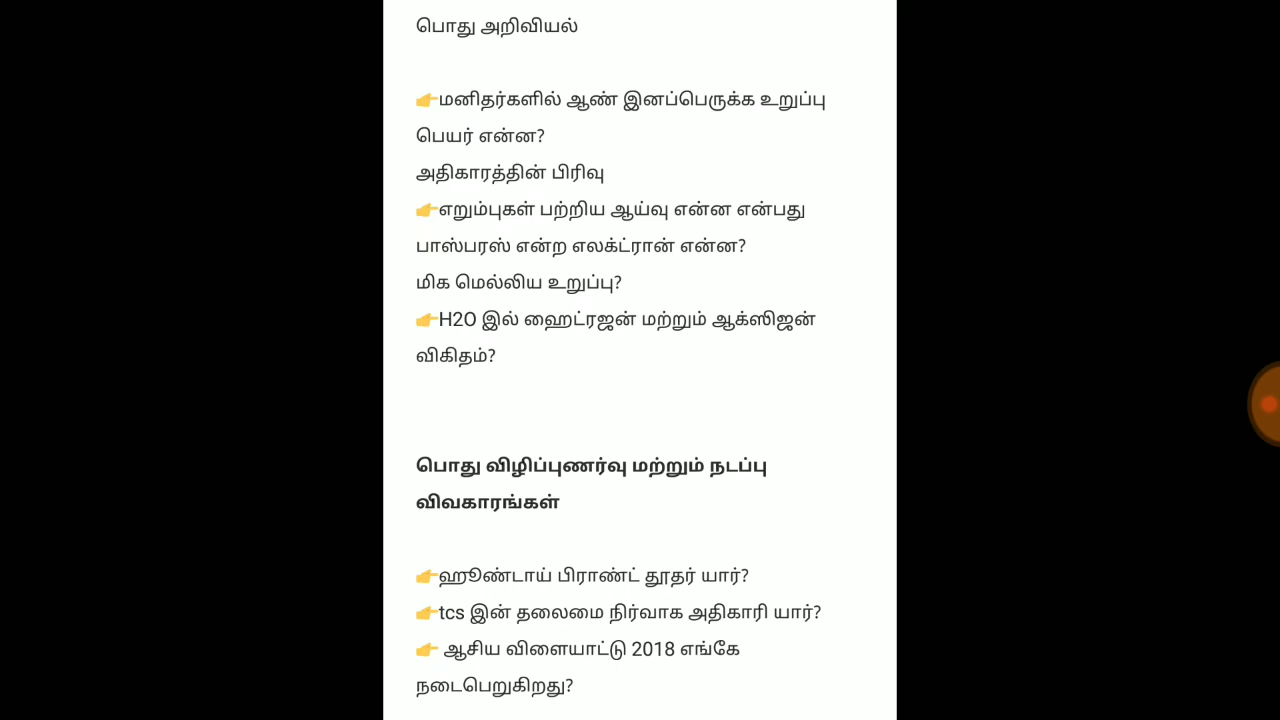 பொது அறிவியல்
👉மனிதர்களில் ஆண் இனப்பெருக்க உறுப்பு
பெயர் என்ன?
அதிகாரத்தின் பிரிவு
👉எறும்புகள் பற்றிய ஆய்வு என்ன என்பது
பாஸ்பரஸ் என்ற எலக்ட்ரான் என்ன?
மிக மெல்லிய உறுப்பு?
👉H2O இல் ஹைட்ரஜன் மற்றும் ஆக்ஸிஜன்
விகிதம்?
பொது விழிப்புணர்வு மற்றும் நடப்பு
விவகாரங்கள்
👉ஹூண்டாய் பிராண்ட் தூதர் யார்?
👉tcs இன் தலைமை நிர்வாக அதிகாரி யார்?
👉 ஆசிய விளையாட்டு 2018 எங்கே
நடைபெறுகிறது?